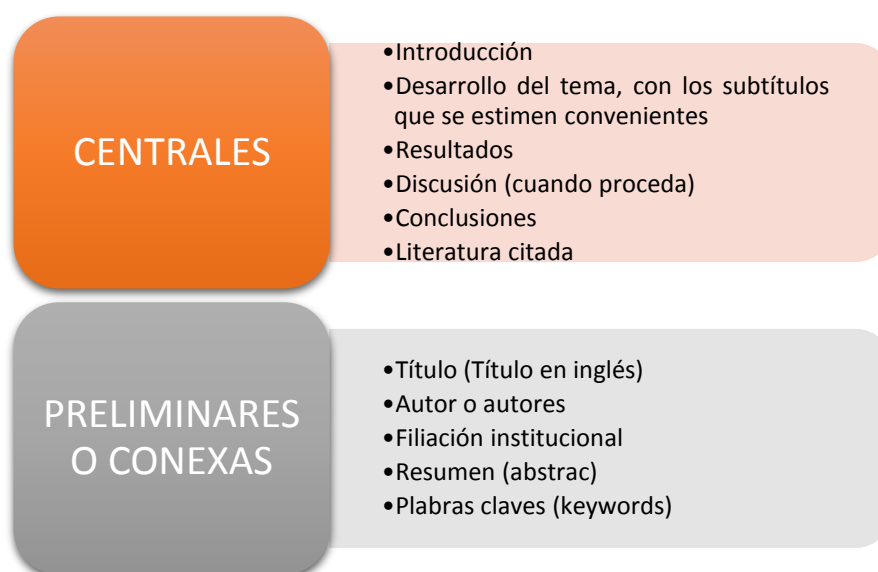 CENTRALES
•Introducción
•Desarrollo del tema, con los subtítulos
que se estimen convenientes
•Resultados
•Discusión (cuando proceda)
•Conclusiones
•Literatura citada
PRELIMINARES
O CONEXAS
•Título (Título en inglés)
•Autor o autores
•Filiación institucional
•Resumen (abstrac)
•Plabras claves (keywords)